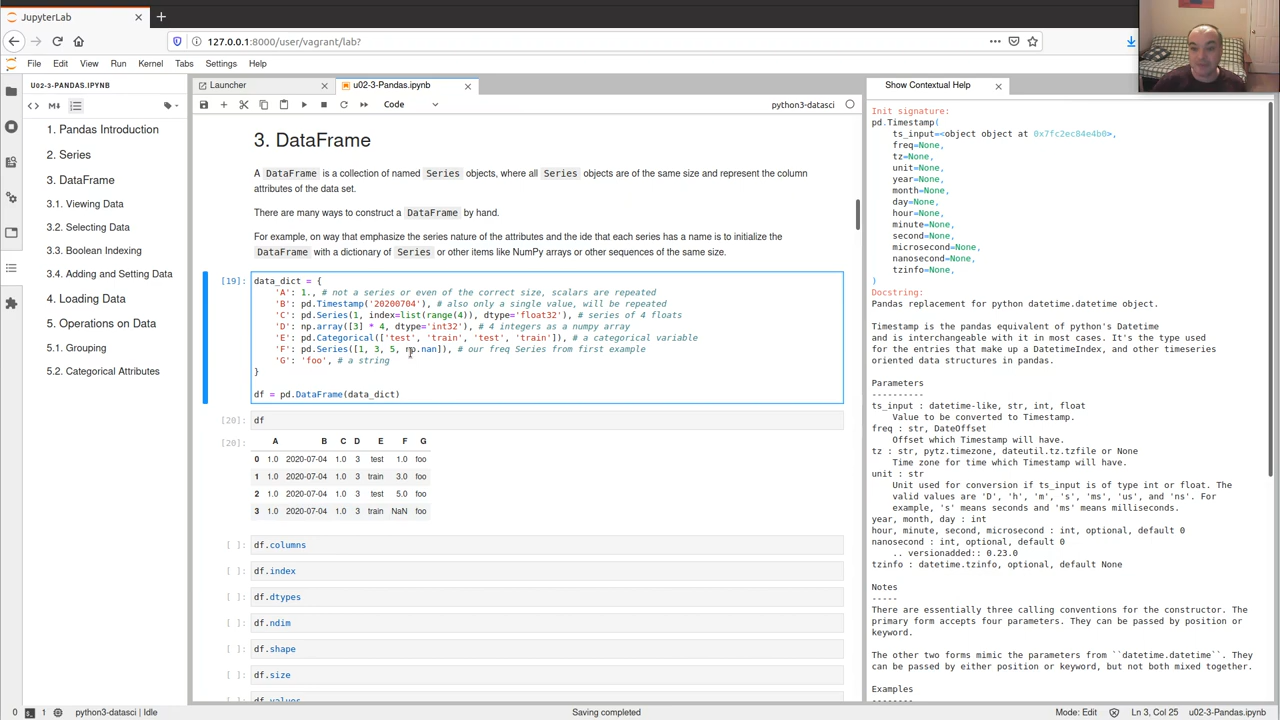 JupyterLab
127.0.0.1:8000/user/vagrant/lab?
File Edit View Run Kernel Tabs Settings Help
U02-3-PANDAS.IPYNB
1. Pandas Introduction
2. Series
3. DataFrame
3.1. Viewing Data
3.2. Selecting Data
3.3. Boolean Indexing
3.4. Adding and Setting Data
4. Loading Data
5. Operations on Data
5.1. Grouping
5.2. Categorical Attributes
Launcher
u02-3-Pandas.ipynb
Code
python3-datasci
3. DataFrame
A DataFrame is a collection of named Series objects, where all Series objects are of the same size and represent the column
attributes of the data set.
There are many ways to construct a DataFrame by hand.
For example, on way that emphasize the series nature of the attributes and the ide that each series has a name is to initialize the
DataFrame with a dictionary of Series or other items like NumPy arrays or other sequences of the same size.
[19]: data_dict = {
'A': 1., # not a series or even of the correct size, scalars are repeated
'B': pd.Timestamp('20200704'), # also only a single value, will be repeated
'C': pd.Series(1, index=list(range(4)), dtype='float32'), # series of 4 floats
'D': np.array([3] * 4, dtype='int32'), # 4 integers as a numpy array
'E': pd.Categorical(['test', 'train', 'test', 'train']), # a categorical variable
'F': pd.Series([1, 3, 5, np.nan]), # our freq Series from first example
'G': 'foo', # a string
}
df = pd.DataFrame(data_dict)
[20]: df
[20]: A B C D E F G
0 1.0 2020-07-04 1.0 3 test 1.0 foo
1 1.0 2020-07-04 1.0 3 train 3.0 foo
2 1.0 2020-07-04 1.0 3 test 5.0 foo
3 1.0 2020-07-04 1.0 3 train NaN foo
[ ]: df.columns
[ ]: df.index
[ ]: df.dtypes
[ ]: df.ndim
[ ]: df.shape
[ ]: df.size
[ ]: df.values
Show Contextual Help
Init signature:
pd.Timestamp(
ts_input=<object object at 0x7fc2ec84e4b0>,
freq=None,
tz=None,
unit=None,
year=None,
month=None,
day=None,
hour=None,
minute=None,
second=None,
microsecond=None,
nanosecond=None,
tzinfo=None,
)
Docstring:
Pandas replacement for python datetime.datetime object.
Timestamp is the pandas equivalent of python's Datetime
and is interchangeable with it in most cases. It's the type used
for the entries that make up a DatetimeIndex, and other timeseries
oriented data structures in pandas.
Parameters
----------
ts_input : datetime-like, str, int, float
Value to be converted to Timestamp.
freq : str, DateOffset
Offset which Timestamp will have.
tz : str, pytz.timezone, dateutil.tz.tzfile or None
Time zone for time which Timestamp will have.
unit : str
Unit used for conversion if ts_input is of type int or float. The
valid values are 'D', 'h', 'm', 's', 'ms', 'us', and 'ns'. For
example, 's' means seconds and 'ms' means milliseconds.
year, month, day : int
hour, minute, second, microsecond : int, optional, default 0
nanosecond : int, optional, default 0
.. versionadded:: 0.23.0
tzinfo : datetime.tzinfo, optional, default None
Notes
-----
There are essentially three calling conventions for the constructor. The
primary form accepts four parameters. They can be passed by position or
keyword.
The other two forms mimic the parameters from ``datetime.datetime``. They
can be passed by either position or keyword, but not both mixed together.
Examples
0 1 python3-datasci | Idle
Saving completed
Mode: Edit Ln 3, Col 25 u02-3-Pandas.ipynb